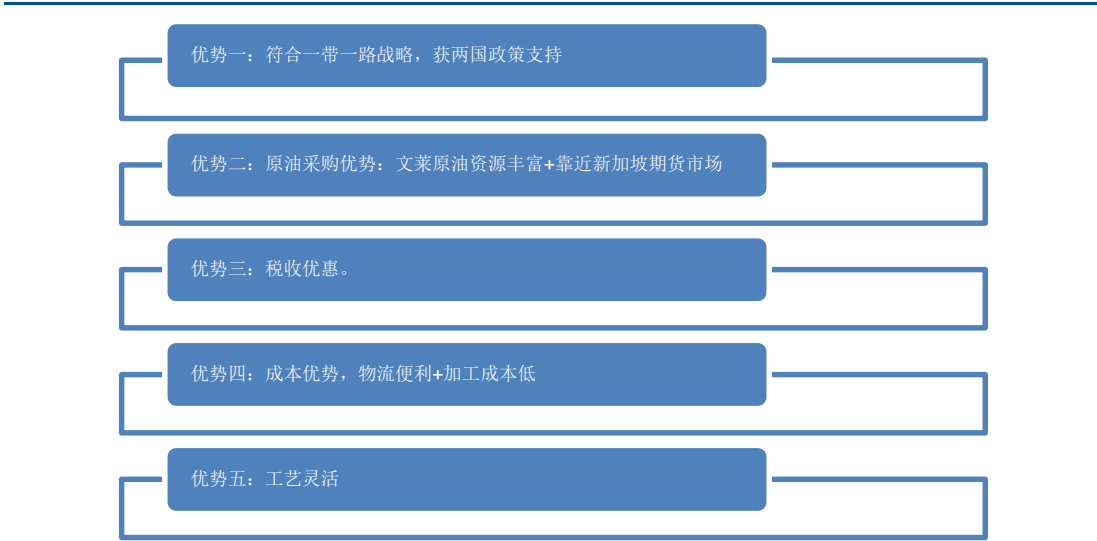 优势一：符合一带一路战略，获两国政策支持
优势二：原油采购优势：文莱原油资源丰富+靠近新加坡期货市场
优势三：税收优惠。
优势四：成本优势，物流便利+加工成本低
优势五：工艺灵活